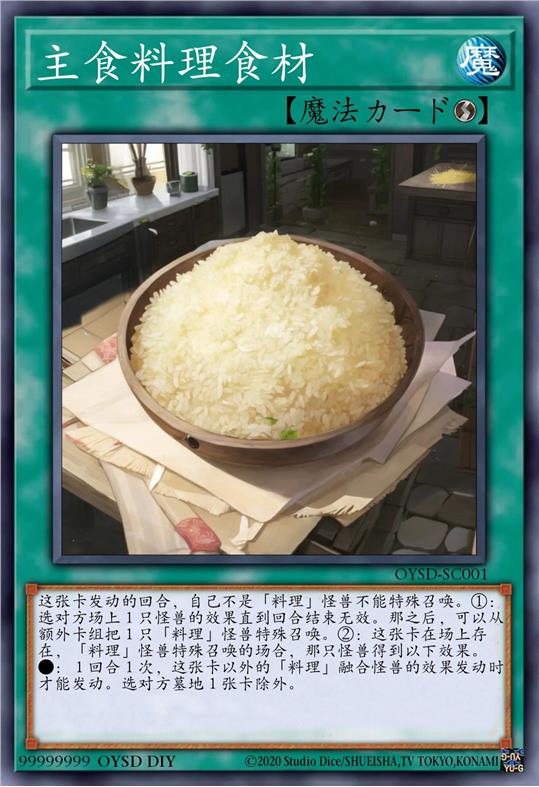 主食料理食材
魔
【魔法カード】
OYSD-SC001
这张卡发动的回合，自己不是「料理」怪兽不能特殊召唤。①：
选对方场上1只怪兽的效果直到回合结束无效。那之后，可以从
额外卡组把1只「料理」怪兽特殊召唤。②：这张卡在场上存
在，「料理」怪兽特殊召唤的场合，那只怪兽得到以下效果。
●：1回合1次，这张卡以外的「料理」融合怪兽的效果发动时
才能发动。选对方墓地1张卡除外。
99999999 OYSD DIY
©2020 Studio Dice/SHUEISHA,TV TOKYO,KONAMI
YU-G